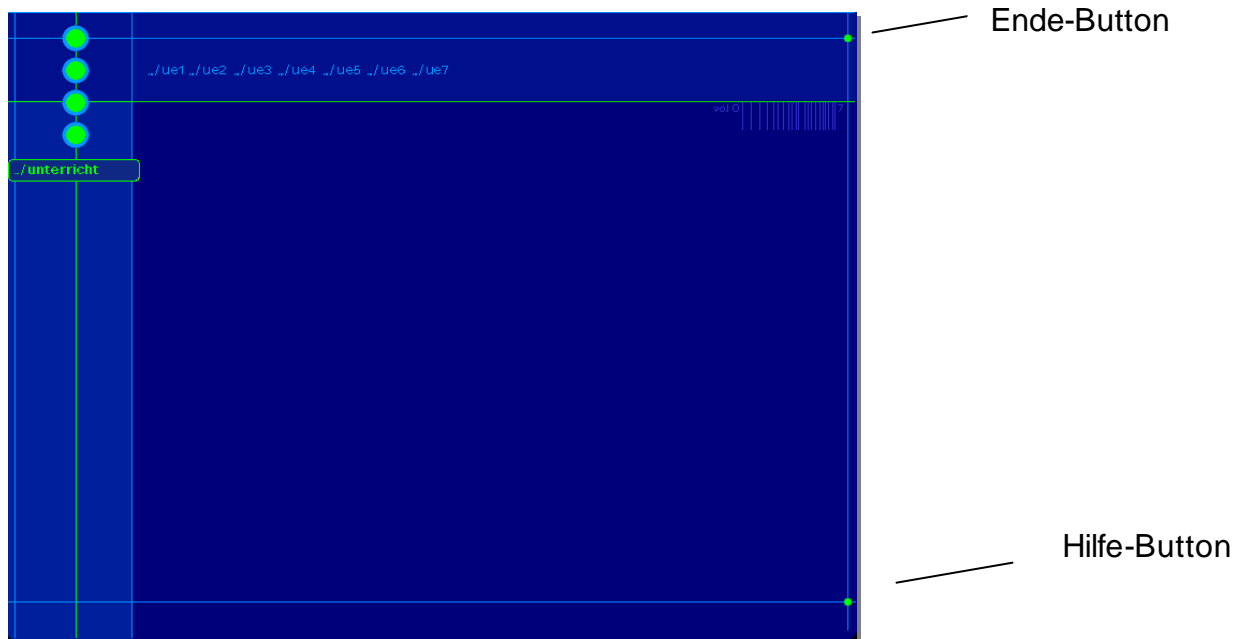 Ende-Button
../ue1 ../ue2 ../ue3 ../ue4 ../ue5 ../ue6 ../ue7
vol 0 7
../unterricht
Hilfe-Button